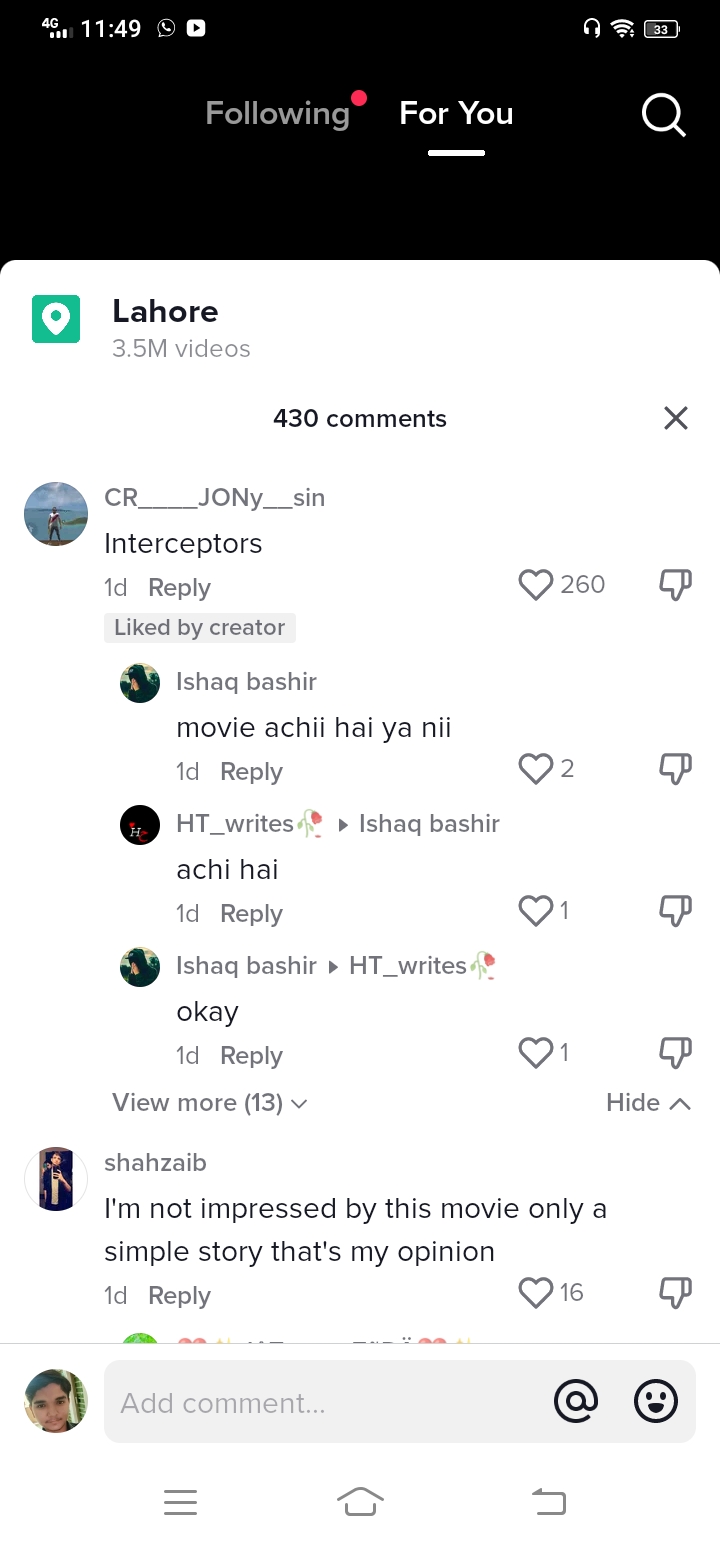 4G 11:49 33
Following For You
Lahore
3.5M videos
430 comments
CR____JONy__sin
Interceptors
1d Reply 260
Liked by creator
Ishaq bashir
movie achii hai ya nii
1d Reply 2
HT_writes🥀 ▸ Ishaq bashir
achi hai
1d Reply 1
Ishaq bashir ▸ HT_writes🥀
okay
1d Reply 1
View more (13) Hide
shahzaib
I'm not impressed by this movie only a
simple story that's my opinion
1d Reply 16
Add comment...